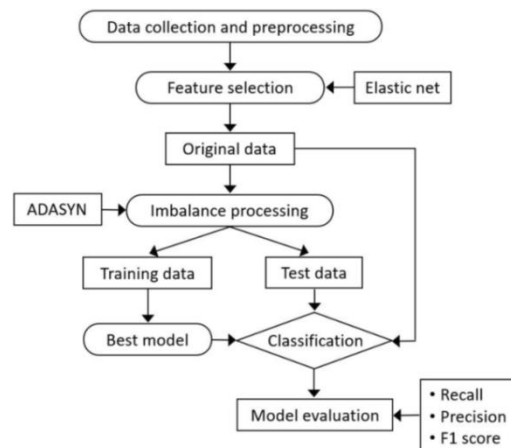 Data collection and preprocessing
Feature selection
Elastic net
Original data
ADASYN
Imbalance processing
Training data
Test data
Best model
Classification
Model evaluation
• Recall
• Precision
• F1 score